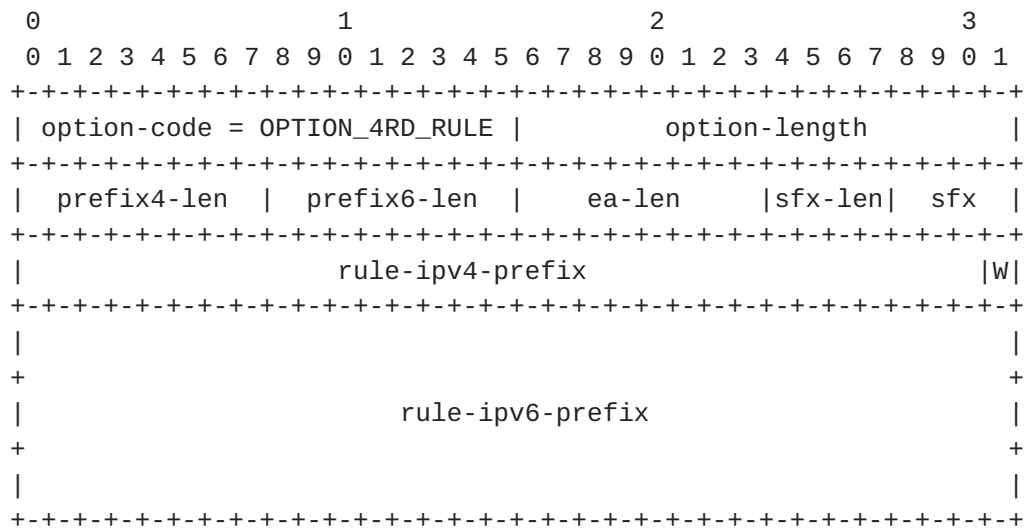 0                   1                   2                   3
 0 1 2 3 4 5 6 7 8 9 0 1 2 3 4 5 6 7 8 9 0 1 2 3 4 5 6 7 8 9 0 1
+-+-+-+-+-+-+-+-+-+-+-+-+-+-+-+-+-+-+-+-+-+-+-+-+-+-+-+-+-+-+-+-+
| option-code = OPTION_4RD_RULE |         option-length         |
+-+-+-+-+-+-+-+-+-+-+-+-+-+-+-+-+-+-+-+-+-+-+-+-+-+-+-+-+-+-+-+-+
|  prefix4-len  |  prefix6-len  |    ea-len     |sfx-len|  sfx  |
+-+-+-+-+-+-+-+-+-+-+-+-+-+-+-+-+-+-+-+-+-+-+-+-+-+-+-+-+-+-+-+-+
|                    rule-ipv4-prefix                         |W|
+-+-+-+-+-+-+-+-+-+-+-+-+-+-+-+-+-+-+-+-+-+-+-+-+-+-+-+-+-+-+-+-+
|                                                               |
+                                                               +
|                        rule-ipv6-prefix                       |
+                                                               +
|                                                               |
+-+-+-+-+-+-+-+-+-+-+-+-+-+-+-+-+-+-+-+-+-+-+-+-+-+-+-+-+-+-+-+-+